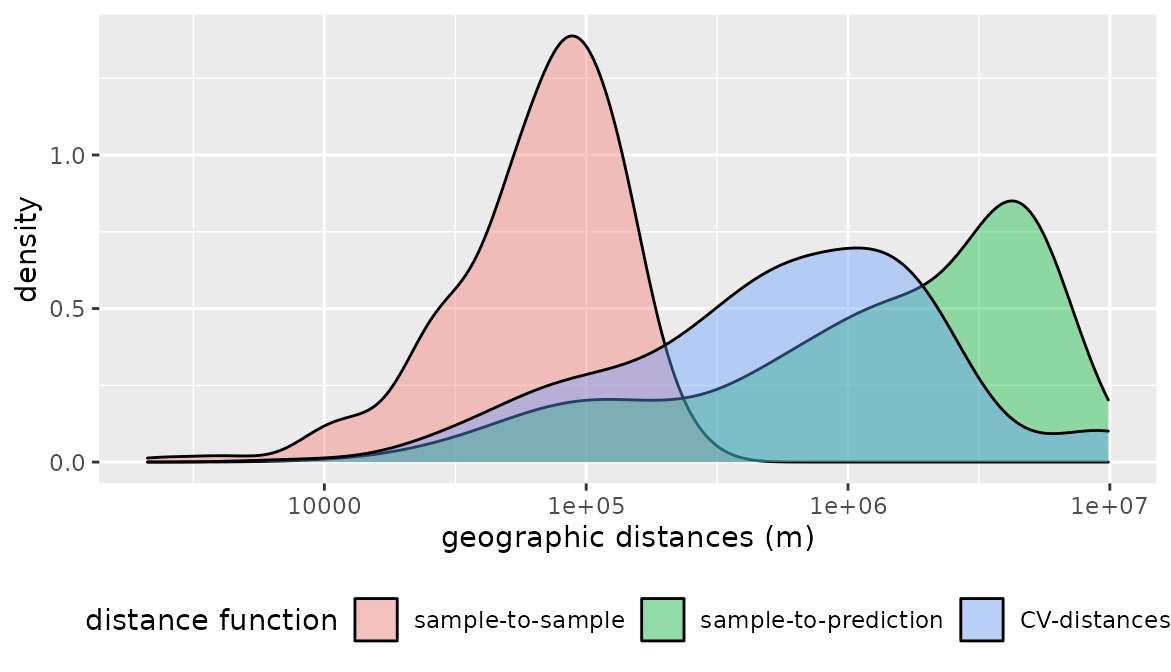 density
1.0
0.5
0.0
10000 1e+05 1e+06 1e+07
geographic distances (m)
distance function sample-to-sample sample-to-prediction CV-distances